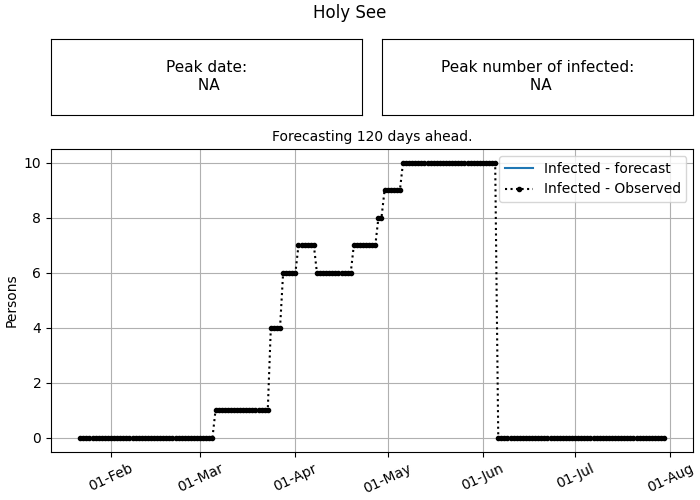 Holy See
Peak date:
NA
Peak number of infected:
NA
Forecasting 120 days ahead.
Infected - forecast
Infected - Observed
Persons
10
8
6
4
2
0
01-Feb
01-Mar
01-Apr
01-May
01-Jun
01-Jul
01-Aug